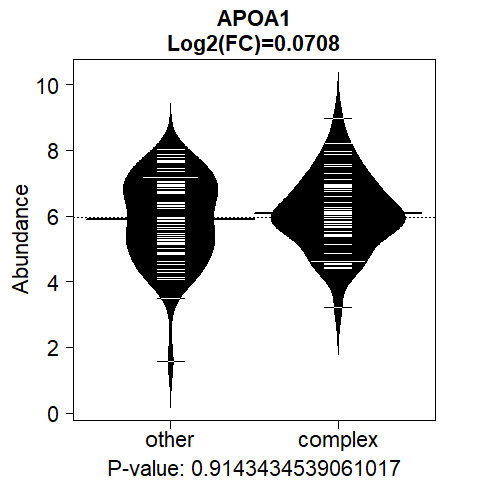 APOA1
Log2(FC)=0.0708
10
8
6
4
2
0
Abundance
other complex
P-value: 0.9143434539061017